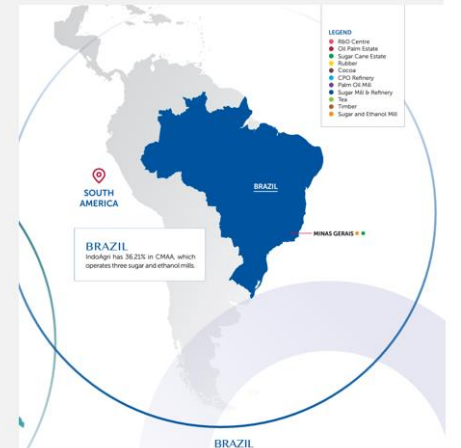 LEGEND
R&D Centre
Oil Palm Estate
Sugar Cane Estate
Rubber
Cocoa
CPO Refinery
Palm Oil Mill
Sugar Mill & Refinery
Tea
Timber
Sugar and Ethanol Mill
BRAZIL
SOUTH
AMERICA
MINAS GERAIS
BRAZIL
IndoAgri has 36.21% in CMAA, which
operates three sugar and ethanol mills.
BRAZIL